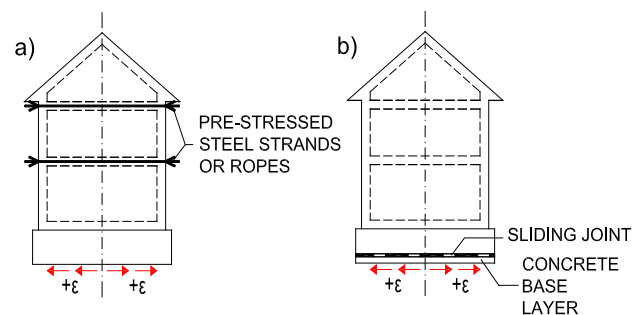 a)
PRE-STRESSED
STEEL STRANDS
OR ROPES
+ε +ε
b)
SLIDING JOINT
CONCRETE
BASE
LAYER
+ε +ε